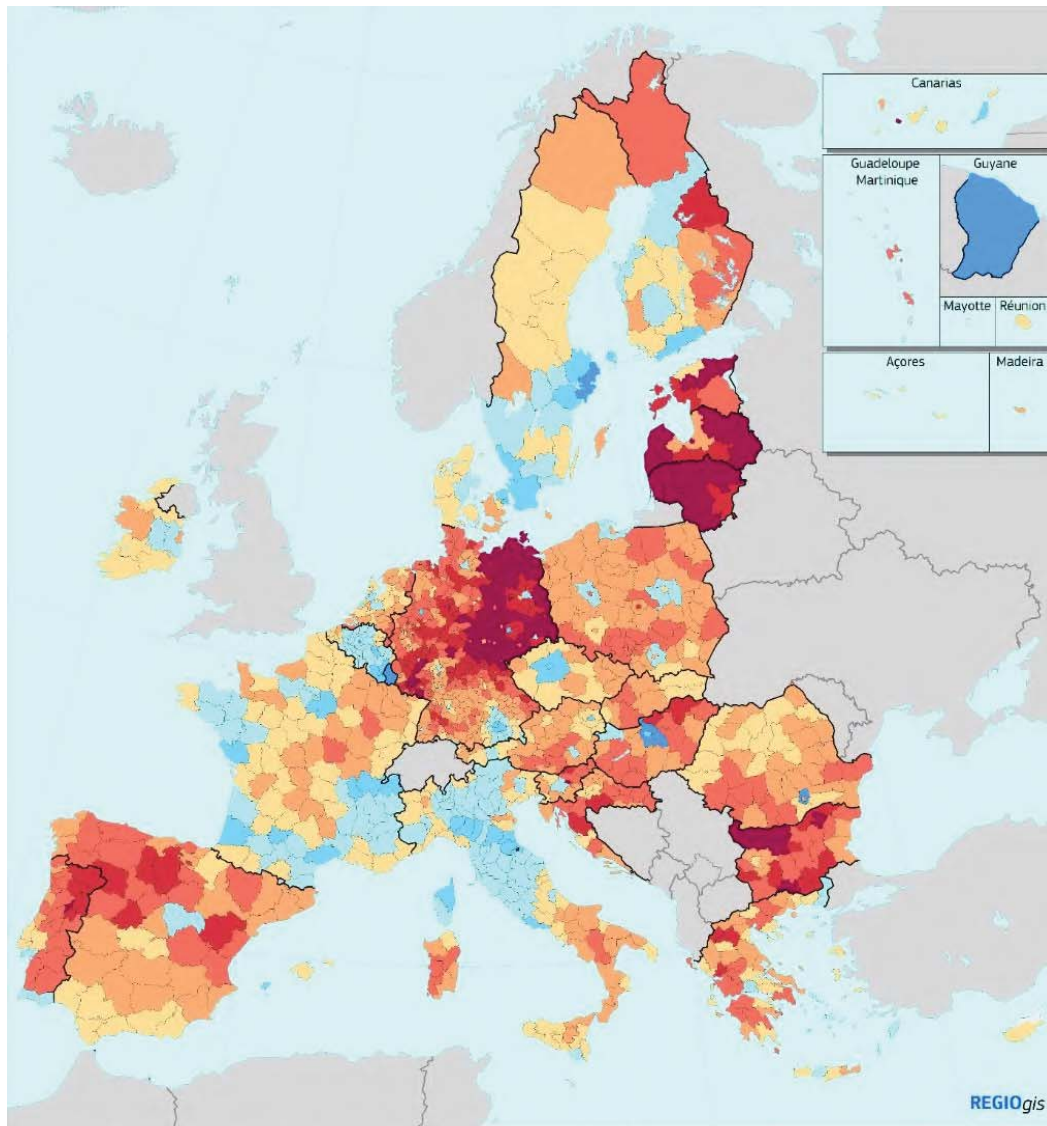 Canarias
Guadeloupe
Martinique
Guyane
Mayotte
Réunion
Açores
Madeira
REGIOgis